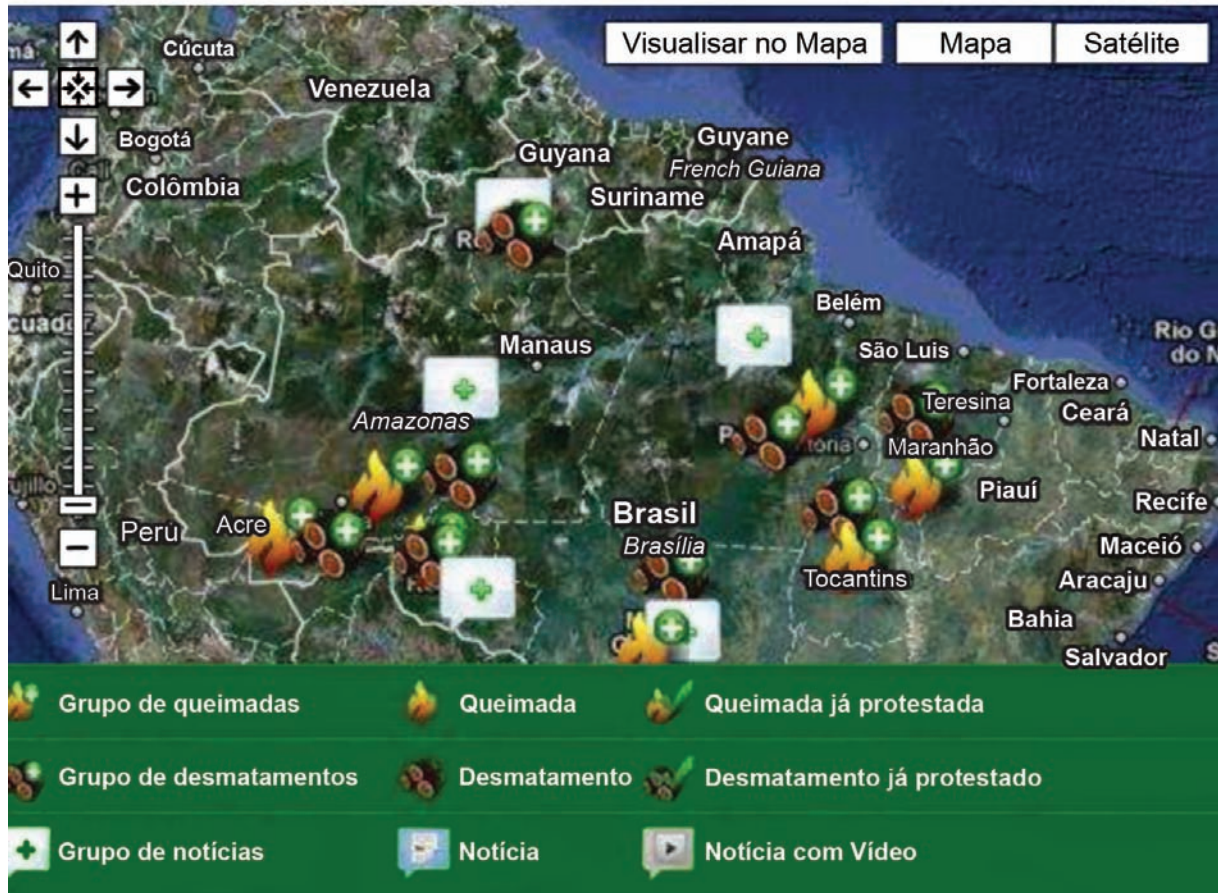 Visualisar no Mapa
Mapa
Satélite
Cúcuta
Venezuela
Bogotá
Guyana
Guyane
French Guiana
Colômbia
Suriname
Amapá
Quito
Belém
Manaus
São Luis
Rio G
do N
Fortaleza
Teresina
Ceará
Amazonas
Maranhão
Natal
Piauí
Recife
Brasil
Peru
Acre
Brasília
Maceió
Tocantins
Aracaju
Lima
Bahia
Salvador
Grupo de queimadas
Queimada
Queimada já protestada
Grupo de desmatamentos
Desmatamento
Desmatamento já protestado
Grupo de notícias
Notícia
Notícia com Vídeo